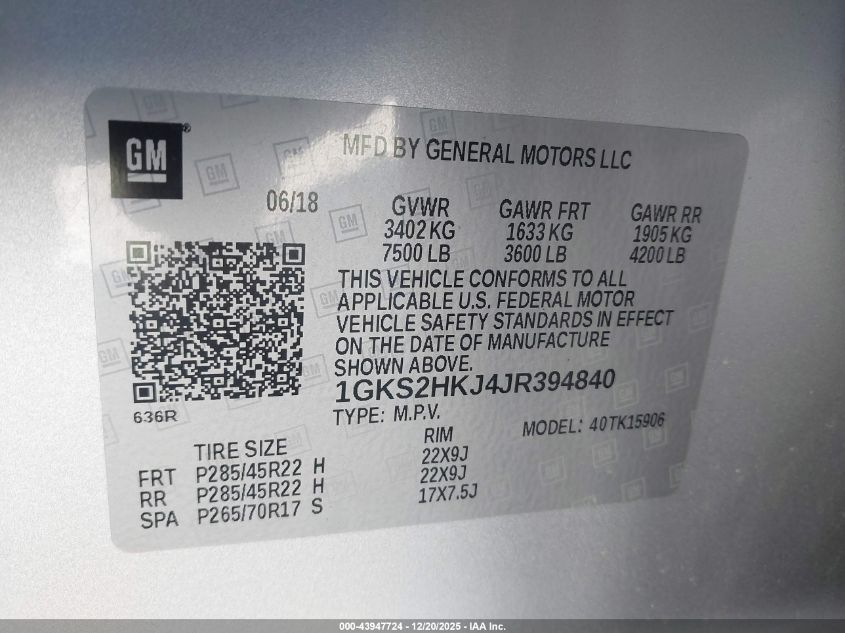 GM
MFD BY GENERAL MOTORS LLC
06/18
GVWR GAWR FRT GAWR RR
3402 KG 1633 KG 1905 KG
7500 LB 3600 LB 4200 LB
THIS VEHICLE CONFORMS TO ALL
APPLICABLE U.S. FEDERAL MOTOR
VEHICLE SAFETY STANDARDS IN EFFECT
ON THE DATE OF MANUFACTURE
SHOWN ABOVE.
1GKS2HKJ4JR394840
636R
TYPE: M.P.V. MODEL: 40TK15906
TIRE SIZE RIM
FRT P285/45R22 H 22X9J
RR P285/45R22 H 22X9J
SPA P265/70R17 S 17X7.5J
000-43947724 - 12/20/2025 - IAA Inc.